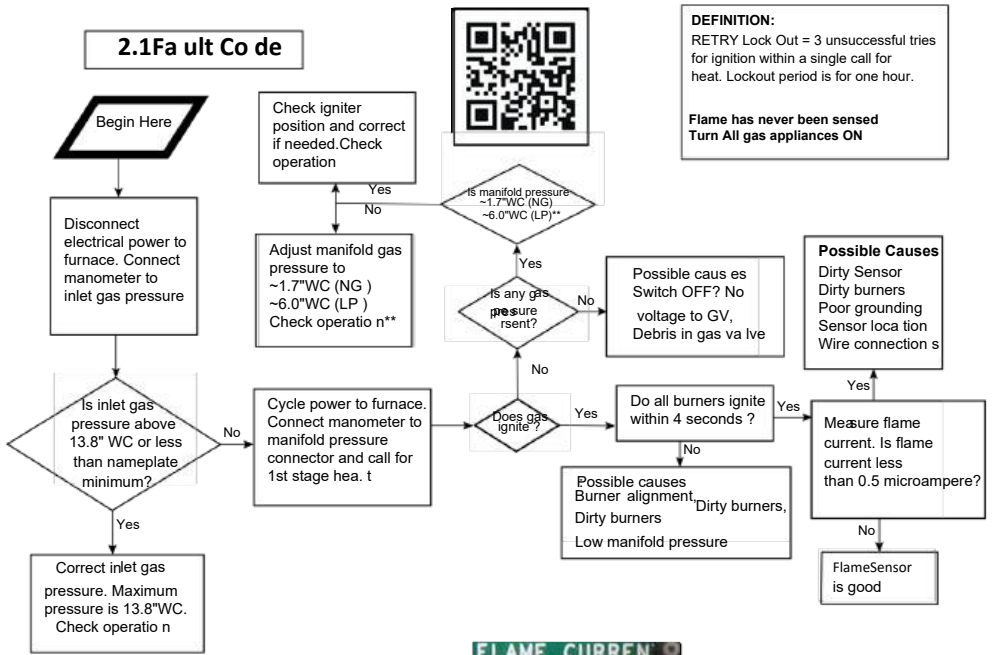 2.1Fa ult Co de
DEFINITION:
RETRY Lock Out = 3 unsuccessful tries
for ignition within a single call for
heat. Lockout period is for one hour.
Flame has never been sensed
Turn All gas appliances ON
Begin Here
Check igniter
position and correct
if needed.Check
operation
Yes
No
Is manifold pressure
~1.7"WC (NG)
~6.0"WC (LP)**
Disconnect
electrical power to
furnace. Connect
manometer to
inlet gas pressure
Adjust manifold gas
pressure to
~1.7"WC (NG )
~6.0"WC (LP )
Check operatio n**
Yes
Is any gas
pressure
rsent?
No
Possible caus es
Switch OFF? No
voltage to GV,
Debris in gas va lve
Possible Causes
Dirty Sensor
Dirty burners
Poor grounding
Sensor loca tion
Wire connection s
No
Yes
Is inlet gas
pressure above
13.8" WC or less
than nameplate
minimum?
No
Cycle power to furnace.
Connect manometer to
manifold pressure
connector and call for
1st stage hea. t
Does gas
ignite ?
Yes
Do all burners ignite
within 4 seconds ?
Yes
Measure flame
current. Is flame
current less
than 0.5 microampere?
No
Possible causes
Burner alignment,
Dirty burners,
Dirty burners
Low manifold pressure
Yes
No
Correct inlet gas
pressure. Maximum
pressure is 13.8"WC.
Check operatio n
FlameSensor
is good
FLAME CURREN